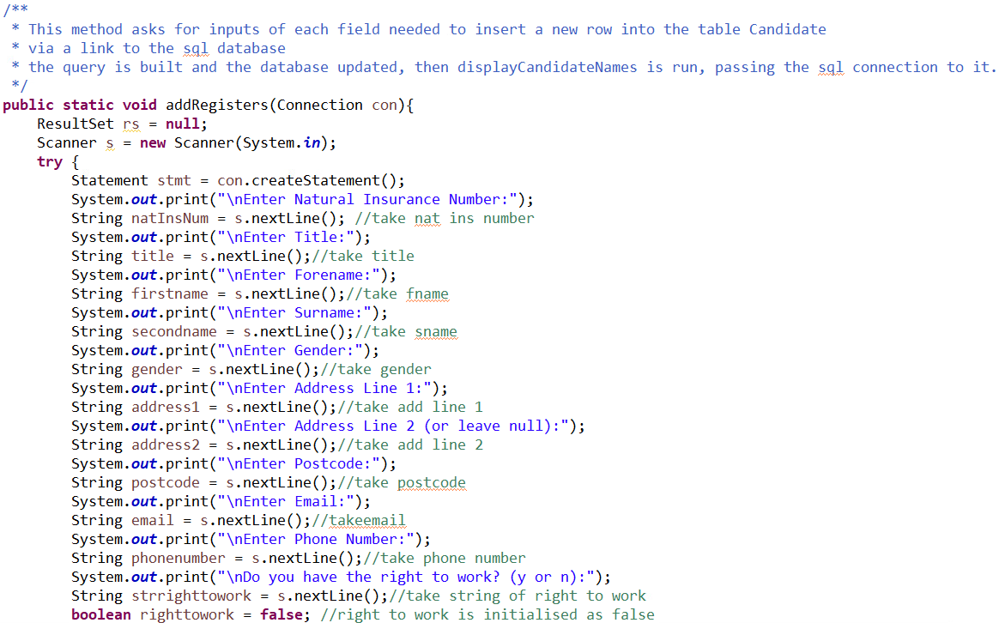 /**
 * This method asks for inputs of each field needed to insert a new row into the table Candidate
 * via a link to the sql database
 * the query is built and the database updated, then displayCandidateNames is run, passing the sql connection to it.
 */
public static void addRegisters(Connection con){
    ResultSet rs = null;
    Scanner s = new Scanner(System.in);
    try {
        Statement stmt = con.createStatement();
        System.out.print("\nEnter Natural Insurance Number:");
        String natInsNum = s.nextLine(); //take nat ins number
        System.out.print("\nEnter Title:");
        String title = s.nextLine();//take title
        System.out.print("\nEnter Forename:");
        String firstname = s.nextLine();//take fname
        System.out.print("\nEnter Surname:");
        String secondname = s.nextLine();//take sname
        System.out.print("\nEnter Gender:");
        String gender = s.nextLine();//take gender
        System.out.print("\nEnter Address Line 1:");
        String address1 = s.nextLine();//take add line 1
        System.out.print("\nEnter Address Line 2 (or leave null):");
        String address2 = s.nextLine();//take add line 2
        System.out.print("\nEnter Postcode:");
        String postcode = s.nextLine();//take postcode
        System.out.print("\nEnter Email:");
        String email = s.nextLine();//takeemail
        System.out.print("\nEnter Phone Number:");
        String phonenumber = s.nextLine();//take phone number
        System.out.print("\nDo you have the right to work? (y or n):");
        String strrighttowork = s.nextLine();//take string of right to work
        boolean righttowork = false; //right to work is initialised as false